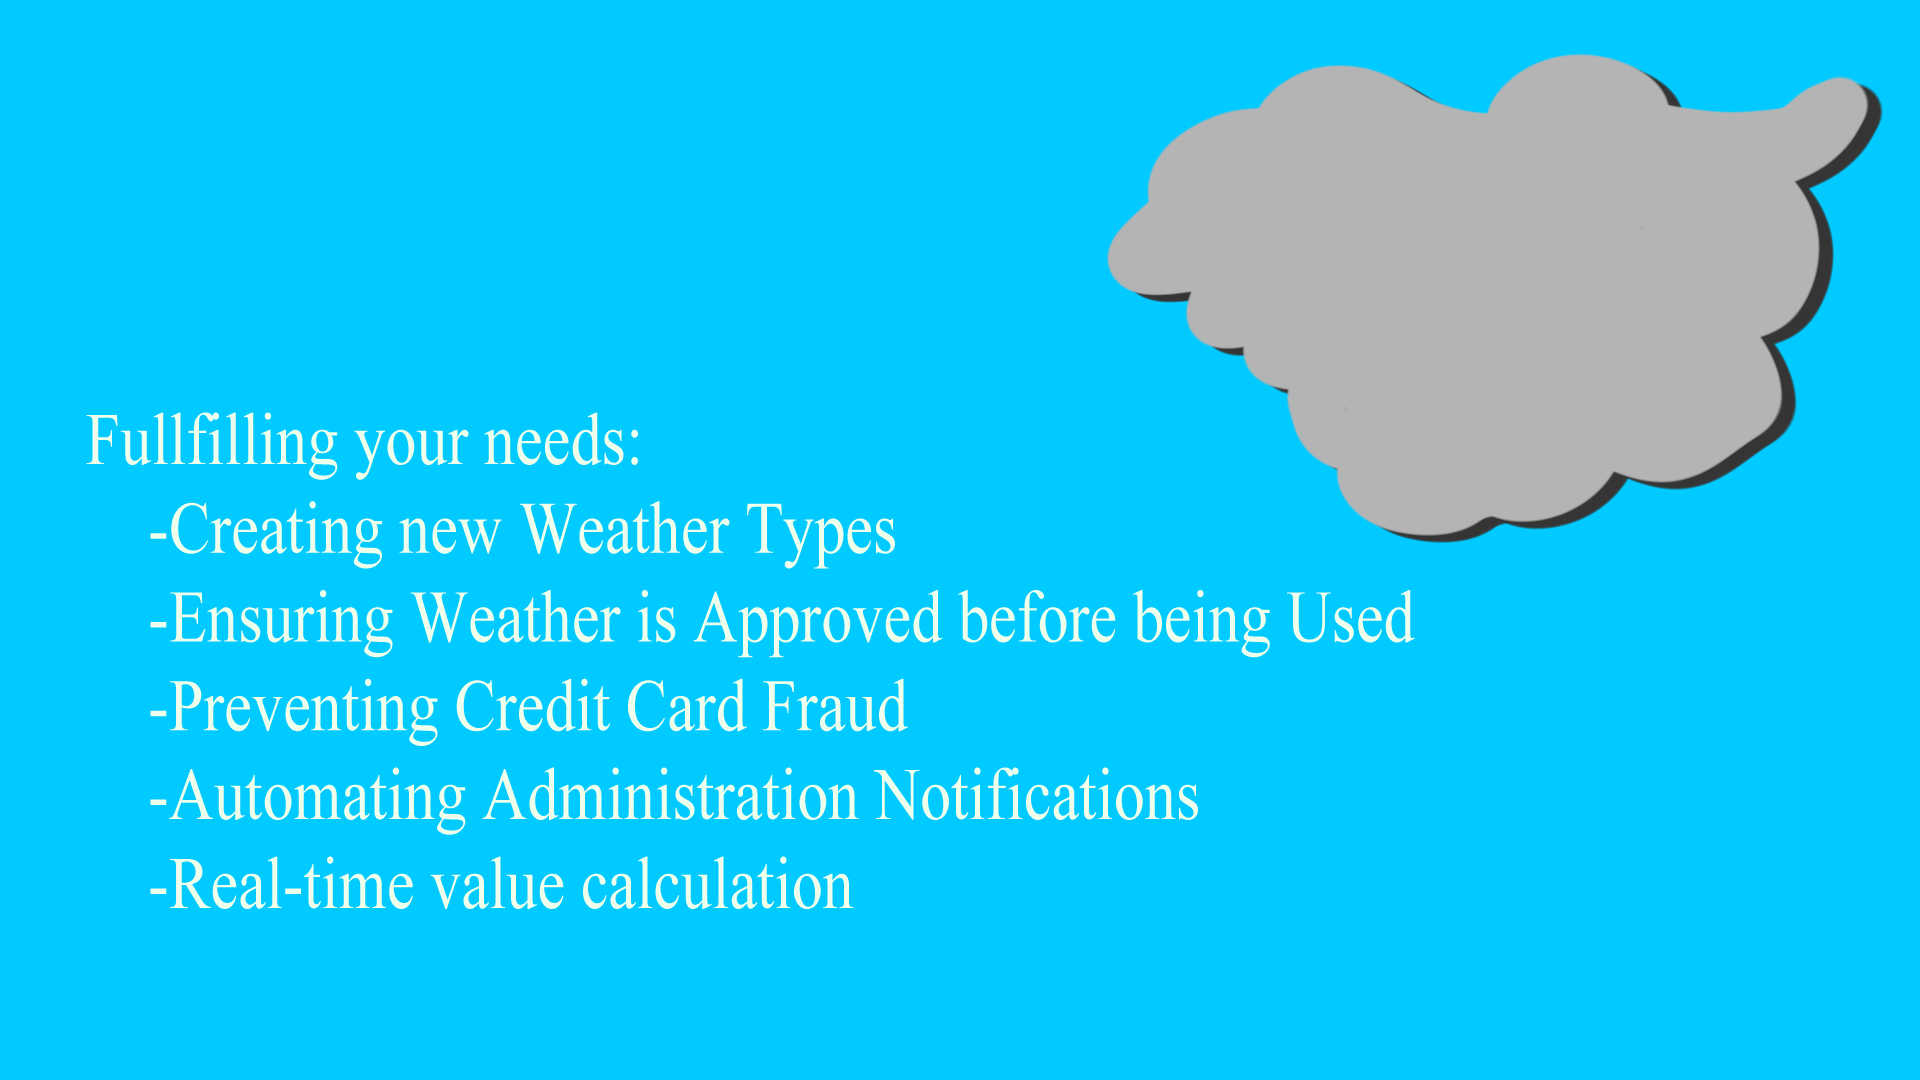 Fullfilling your needs:
-Creating new Weather Types
-Ensuring Weather is Approved before being Used
-Preventing Credit Card Fraud
-Automating Administration Notifications
-Real-time value calculation